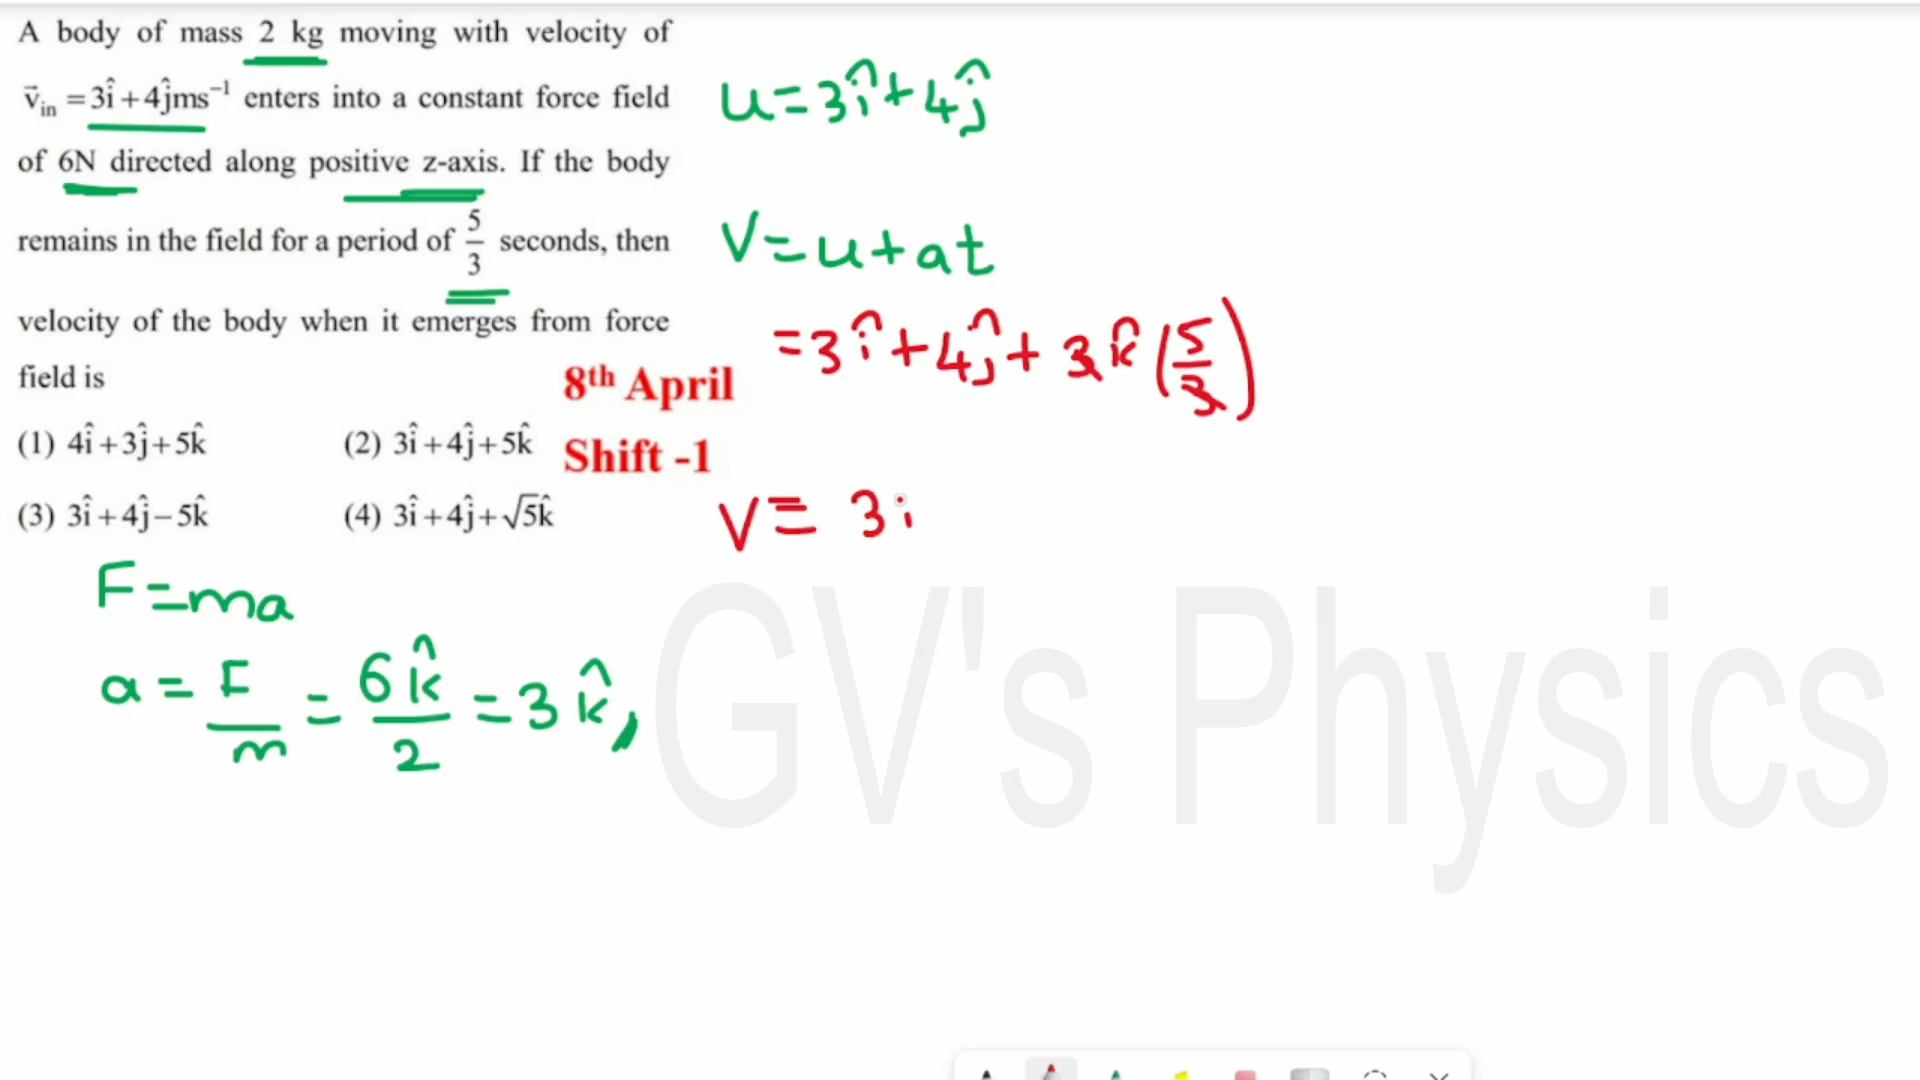 A body of mass 2 kg moving with velocity of
v⃗in = 3î + 4ĵms⁻¹ enters into a constant force field
of 6N directed along positive z-axis. If the body
remains in the field for a period of 5/3 seconds, then
velocity of the body when it emerges from force
field is
(1) 4î + 3ĵ + 5k̂ (2) 3î + 4ĵ + 5k̂
(3) 3î + 4ĵ − 5k̂ (4) 3î + 4ĵ + √5k̂
8th April
Shift -1
F = ma
a = F/m = 6k̂/2 = 3k̂,
u = 3î + 4ĵ
V = u + at
= 3î + 4ĵ + 3k̂ (5/3)
V = 3i
GV's Physics